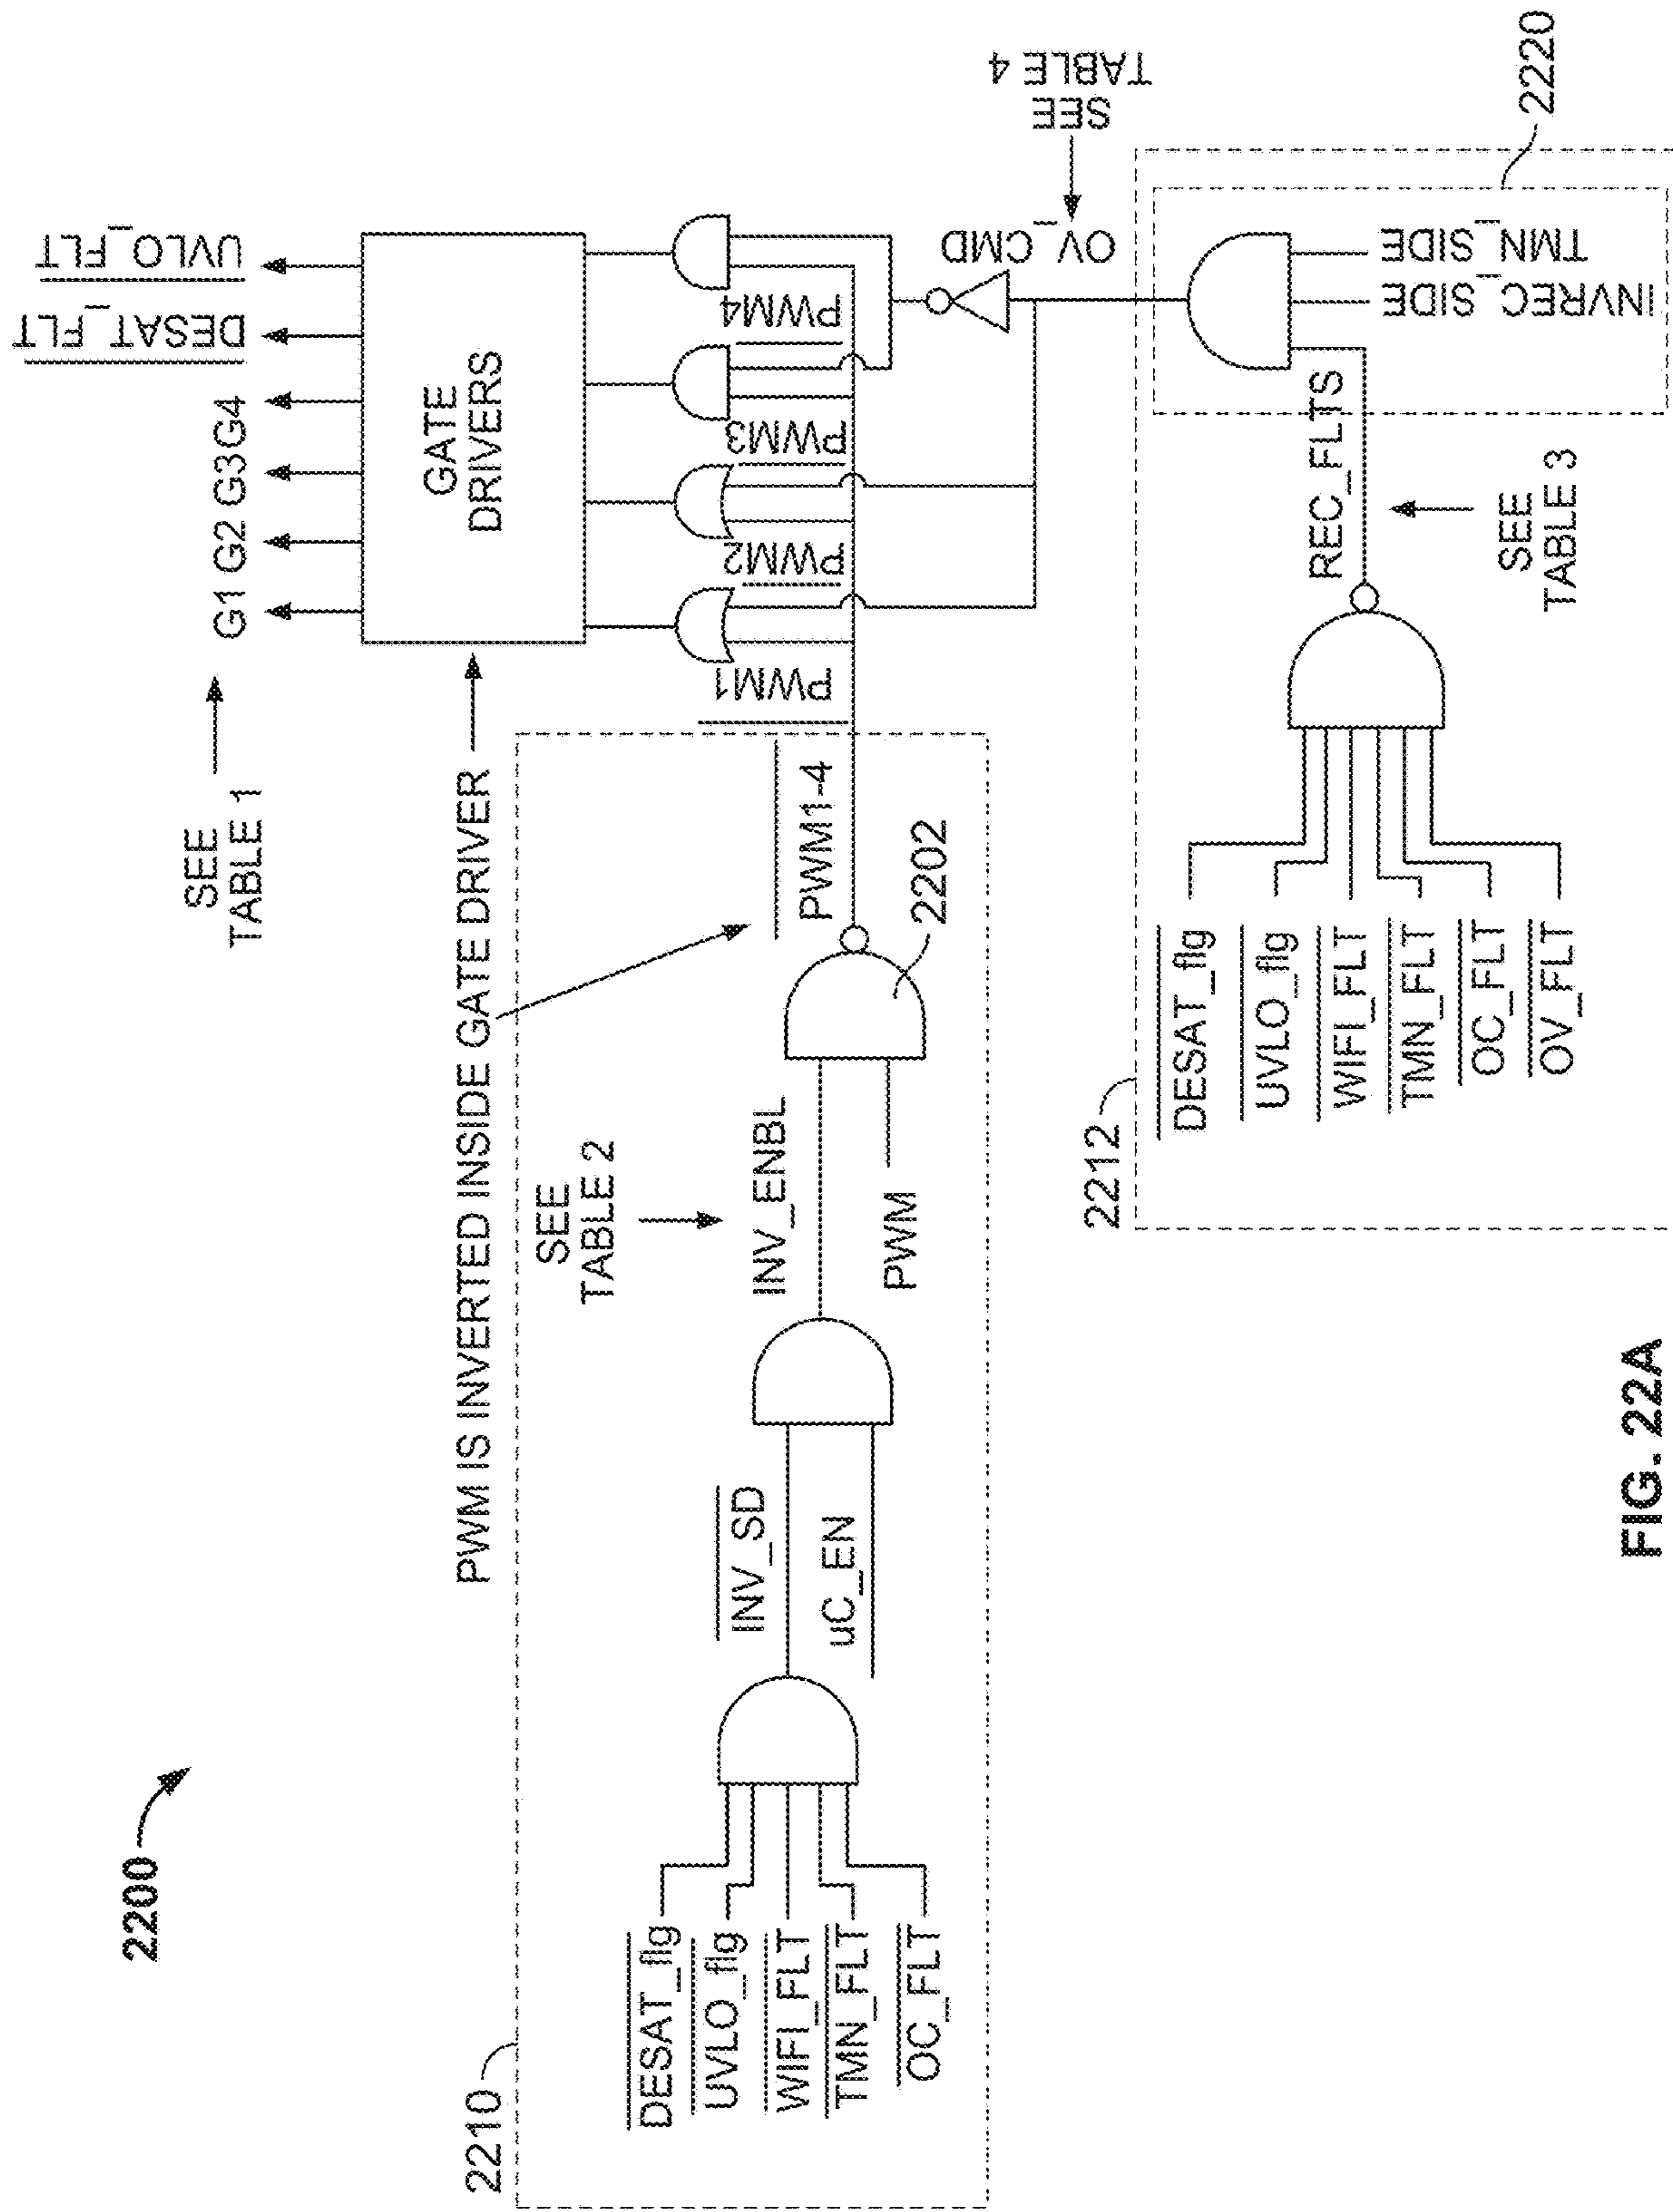 2200
SEE
TABLE 1
G1 G2 G3G4
DESAT_FLT
UVLO_FLT
PWM IS INVERTED INSIDE GATE DRIVER
GATE
DRIVERS
2210
DESAT_flg
UVLO_flg
WIFI_FLT
TMN_FLT
OC_FLT
INV_SD
uC_EN
SEE
TABLE 2
INV_ENBL
PWM
2202
PWM1-4
PWM1
PWM2
PWM3
PWM4
OV_CMD
SEE
TABLE 4
2212
DESAT_flg
UVLO_flg
WIFI_FLT
TMN_FLT
OC_FLT
OV_FLT
REC_FLTS
SEE
TABLE 3
INVREC_SIDE
TMN_SIDE
2220
FIG. 22A